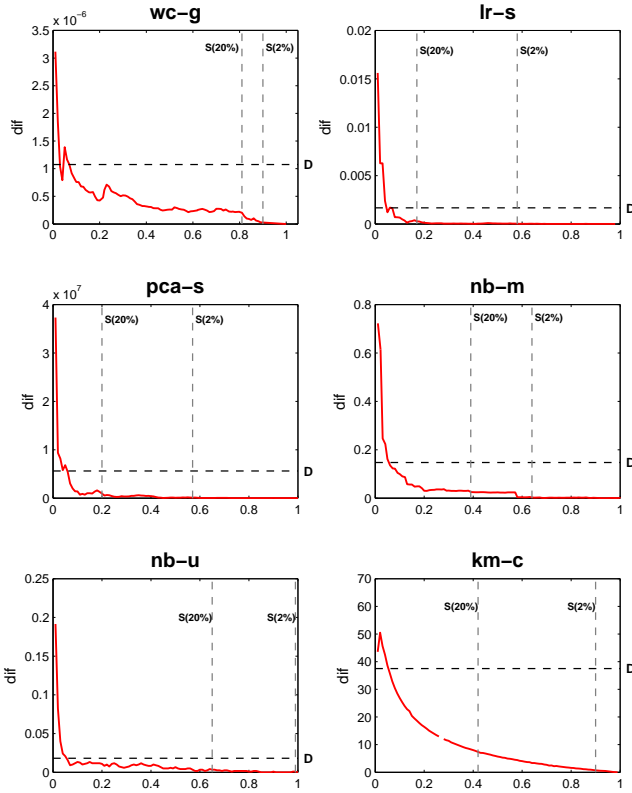 wc−g
x 10^−6
S(20%) S(2%)
3.5
3
2.5
2
1.5
1
0.5
0
dif
D
0 0.2 0.4 0.6 0.8 1
lr−s
S(20%) S(2%)
0.02
0.015
0.01
0.005
0
dif
D
0 0.2 0.4 0.6 0.8 1
pca−s
x 10^7
S(20%) S(2%)
4
3
2
1
0
dif
D
0 0.2 0.4 0.6 0.8 1
nb−m
S(20%) S(2%)
0.8
0.6
0.4
0.2
0
dif
D
0 0.2 0.4 0.6 0.8 1
nb−u
S(20%) S(2%)
0.25
0.2
0.15
0.1
0.05
0
dif
D
0 0.2 0.4 0.6 0.8 1
km−c
S(20%) S(2%)
70
60
50
40
30
20
10
0
dif
D
0 0.2 0.4 0.6 0.8 1